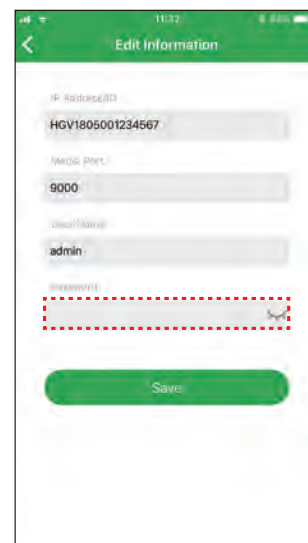 11:32
Edit Information
IP Address/ID
HGV1805001234567
Media Port
9000
User Name
admin
Password
Save